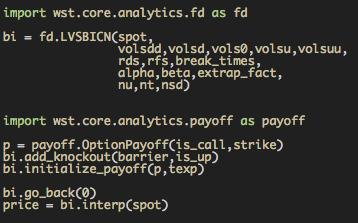 import wst.core.analytics.fd as fd
bi = fd.LVSBICN(spot,
volsdd,volsd,vols0,volsu,volsuu,
rds,rfs,break_times,
alpha,beta,extrap_fact,
nu,nt,nsd)
import wst.core.analytics.payoff as payoff
p = payoff.OptionPayoff(is_call,strike)
bi.add_knockout(barrier,is_up)
bi.initialize_payoff(p,texp)
bi.go_back(0)
price = bi.interp(spot)